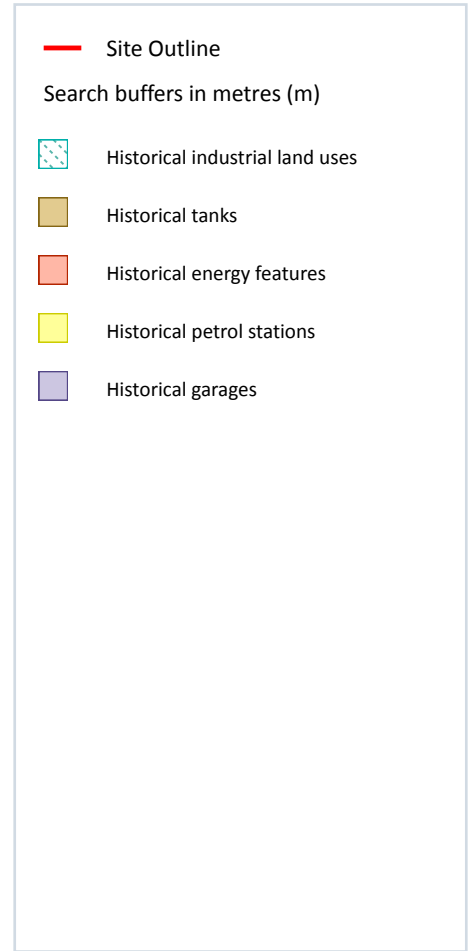 Site Outline
Search buffers in metres (m)
Historical industrial land uses
Historical tanks
Historical energy features
Historical petrol stations
Historical garages